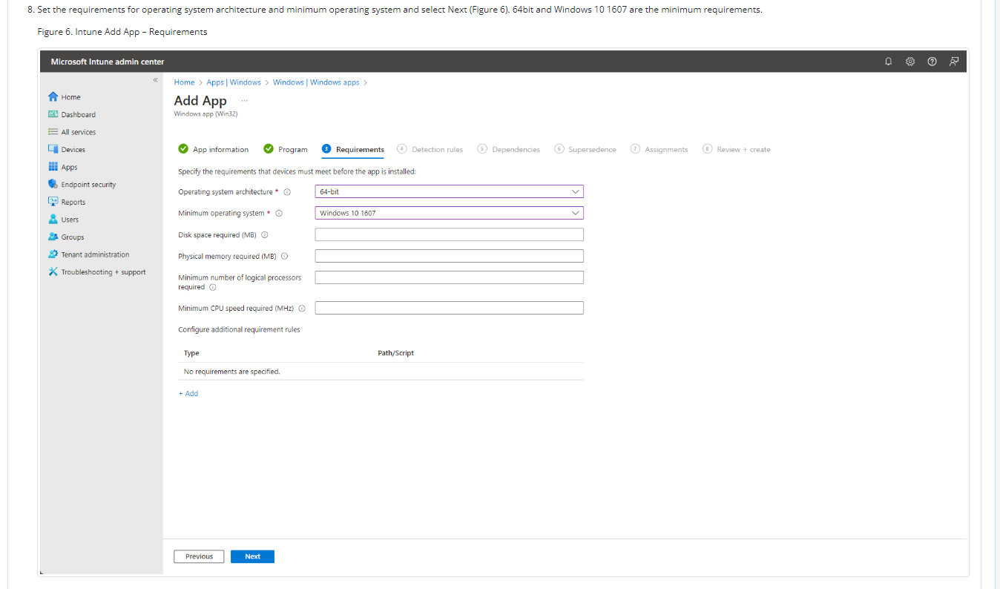 8. Set the requirements for operating system architecture and minimum operating system and select Next (Figure 6). 64bit and Windows 10 1607 are the minimum requirements.
Figure 6. Intune Add App – Requirements
Microsoft Intune admin center
«
Home > Apps | Windows > Windows | Windows apps >
Add App ...
Windows app (Win32)
Home
Dashboard
All services
Devices
Apps
Endpoint security
Reports
Users
Groups
Tenant administration
Troubleshooting + support
App information Program 3 Requirements 4 Detection rules 5 Dependencies 6 Supersedence 7 Assignments 8 Review + create
Specify the requirements that devices must meet before the app is installed:
Operating system architecture * 64-bit
Minimum operating system * Windows 10 1607
Disk space required (MB)
Physical memory required (MB)
Minimum number of logical processors
required
Minimum CPU speed required (MHz)
Configure additional requirement rules
Type Path/Script
No requirements are specified.
+ Add
Previous Next